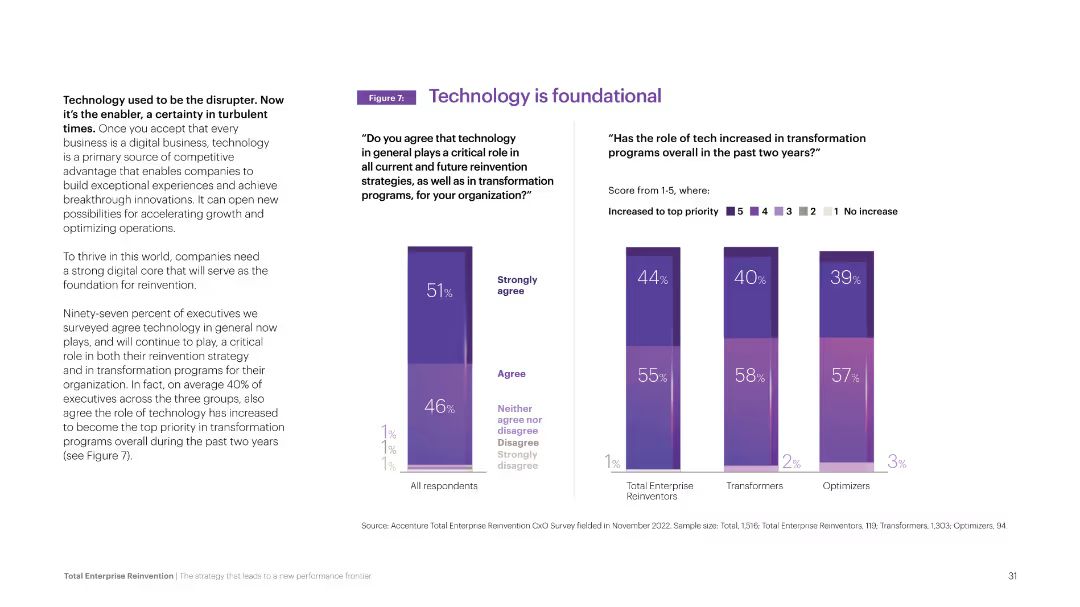 Technology used to be the disrupter. Now
it's the enabler, a certainty in turbulent
times. Once you accept that every
business is a digital business, technology
is a primary source of competitive
advantage that enables companies to
build exceptional experiences and achieve
breakthrough innovations. It can open new
possibilities for accelerating growth and
optimizing operations.
To thrive in this world, companies need
a strong digital core that will serve as the
foundation for reinvention.
Ninety-seven percent of executives we
surveyed agree technology in general now
plays, and will continue to play, a critical
role in both their reinvention strategy
and in transformation programs for their
organization. In fact, on average 40% of
executives across the three groups, also
agree the role of technology has increased
to become the top priority in transformation
programs overall during the past two years
(see Figure 7).
Figure 7:
Technology is foundational
“Do you agree that technology
in general plays a critical role in
all current and future reinvention
strategies, as well as in transformation
programs, for your organization?”
51%
Strongly
agree
Agree
46%
Neither
agree nor
disagree
Disagree
Strongly
disagree
1%
1%
1%
All respondents
“Has the role of tech increased in transformation
programs overall in the past two years?”
Score from 1-5, where:
Increased to top priority 5 4 3 2 1 No increase
44%
55%
1%
Total Enterprise
Reinventors
40%
58%
2%
Transformers
39%
57%
3%
Optimizers
Source: Accenture Total Enterprise Reinvention CxO Survey fielded in November 2022. Sample size: Total, 1,516; Total Enterprise Reinventors, 119; Transformers, 1,303; Optimizers, 94
Total Enterprise Reinvention | The strategy that leads to a new performance frontier
31